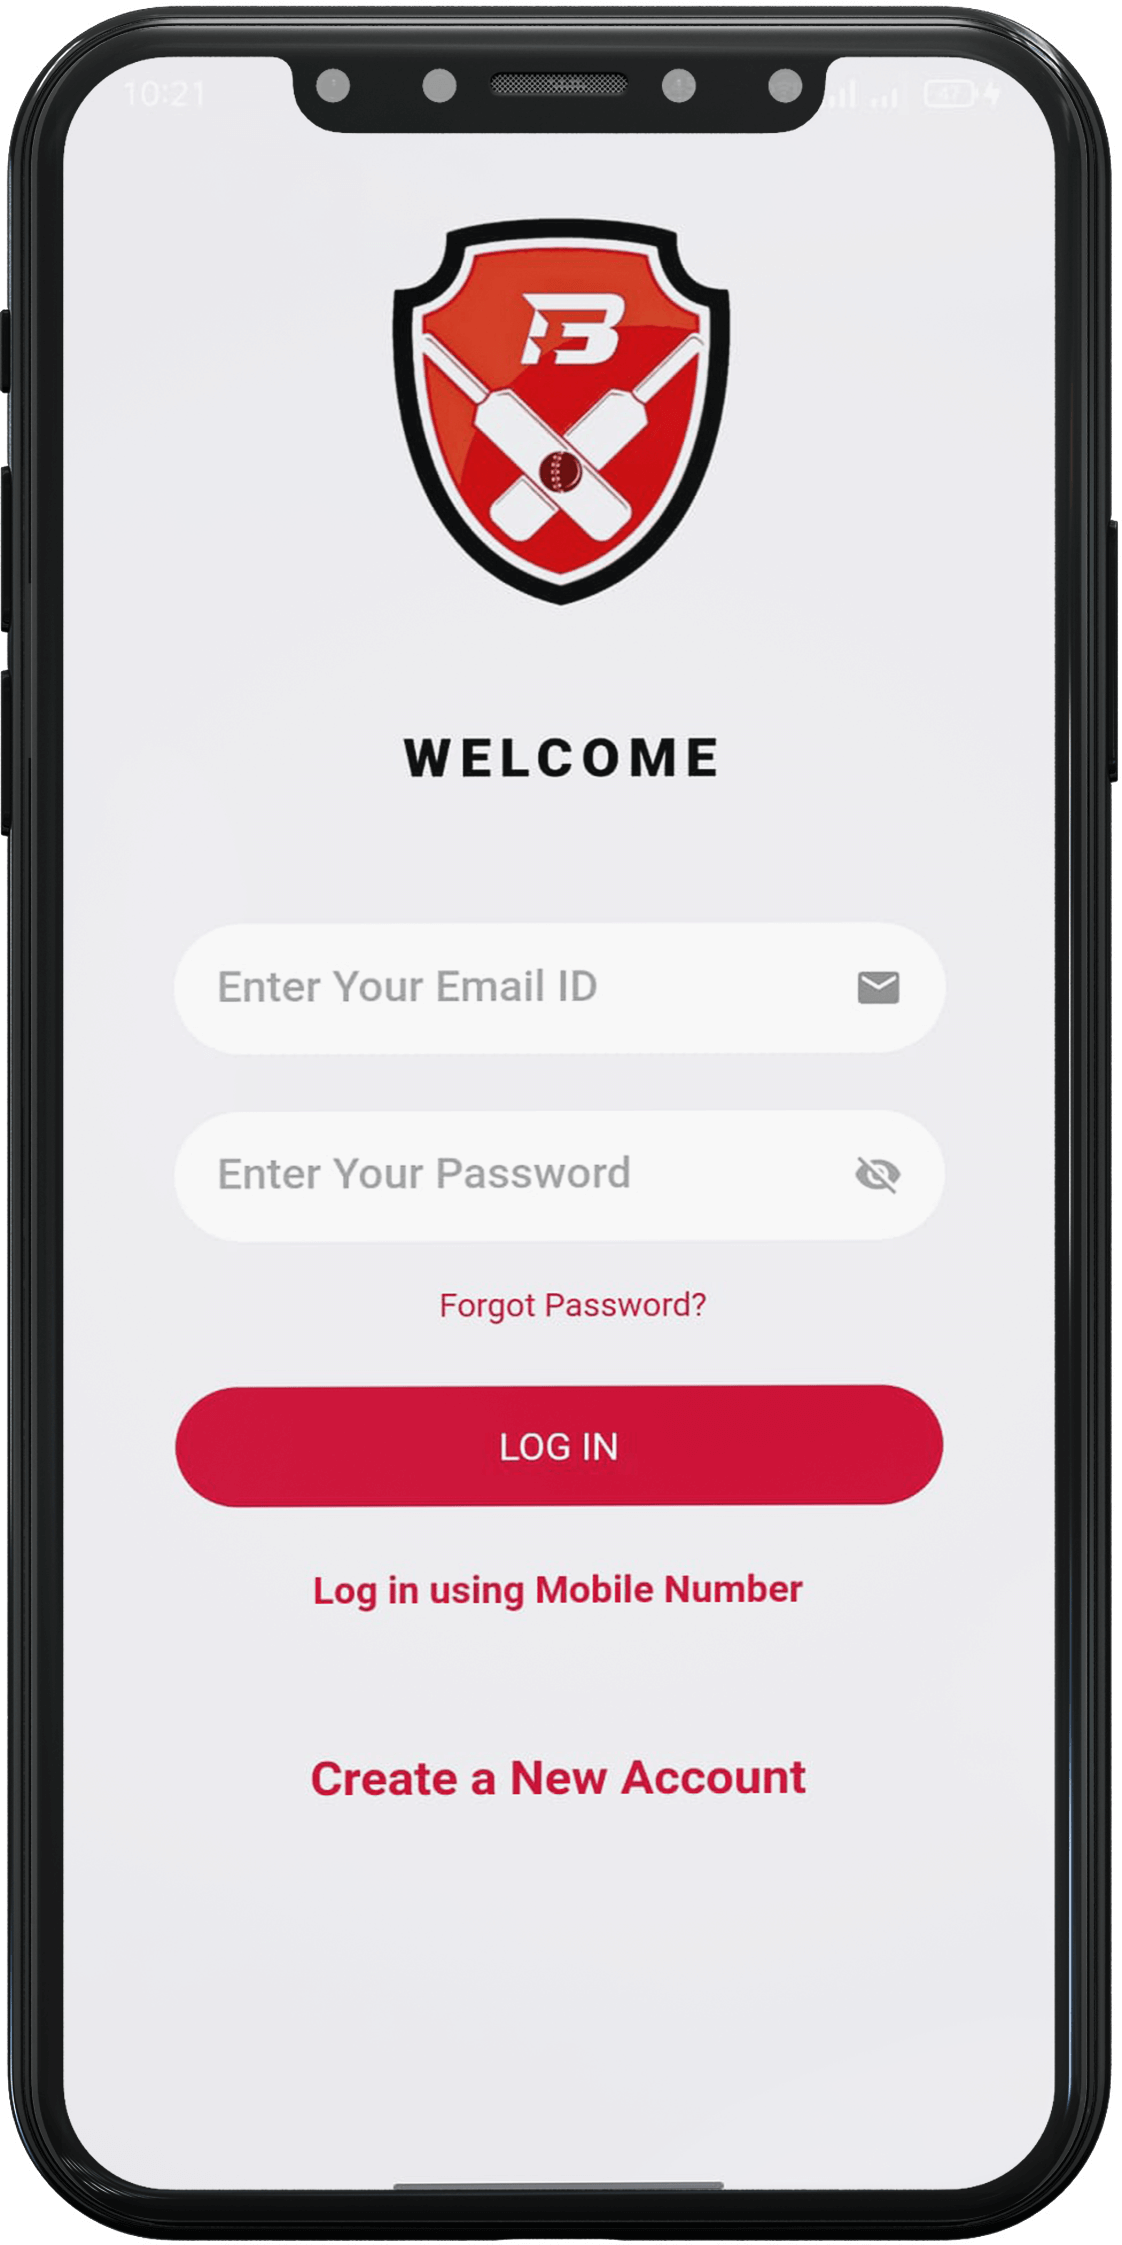 10:21
47
B
WELCOME
Enter Your Email ID
Enter Your Password
Forgot Password?
LOG IN
Log in using Mobile Number
Create a New Account